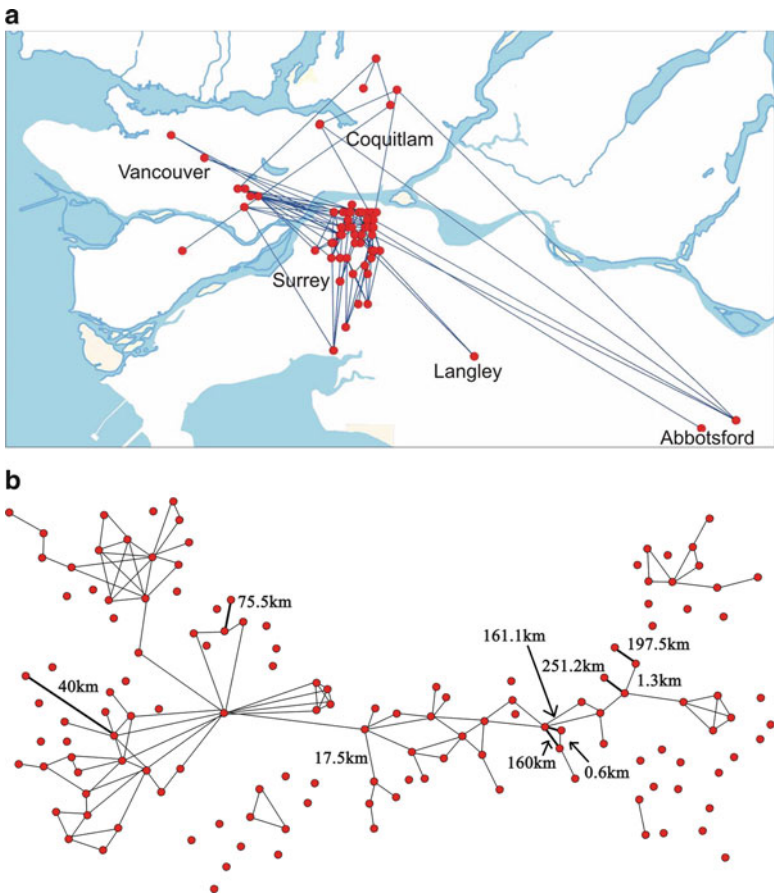 a
Coquitlam
Vancouver
Surrey
Langley
Abbotsford
b
75.5km
161.1km
197.5km
251.2km
40km
1.3km
17.5km
160km
0.6km